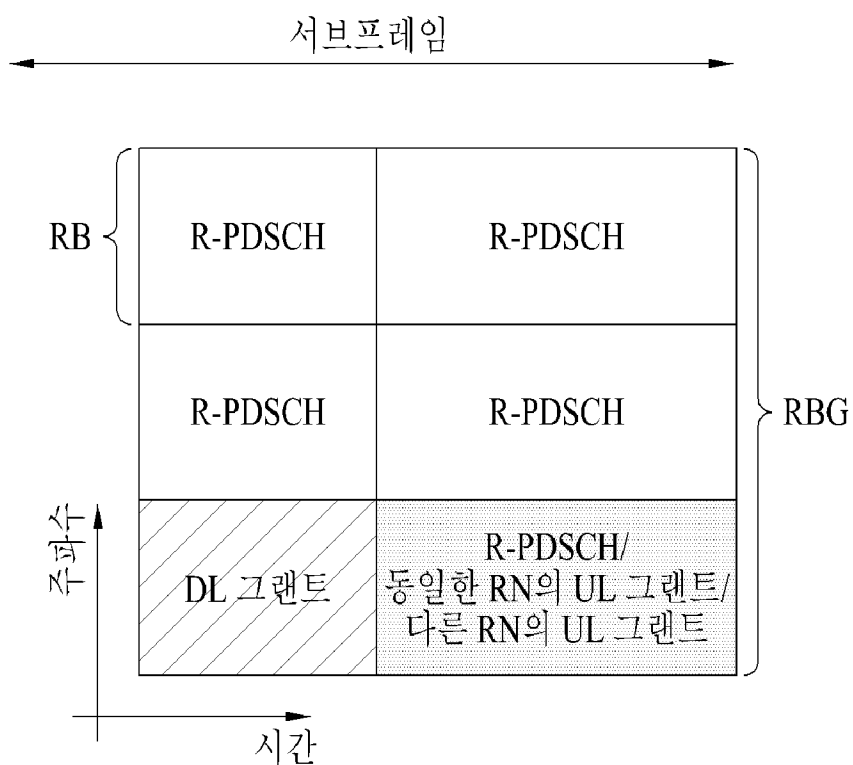 서브프레임
RB
R-PDSCH
R-PDSCH
R-PDSCH
R-PDSCH
RBG
주파수
DL 그랜트
R-PDSCH/
동일한 RN의 UL 그랜트/
다른 RN의 UL 그랜트
시간